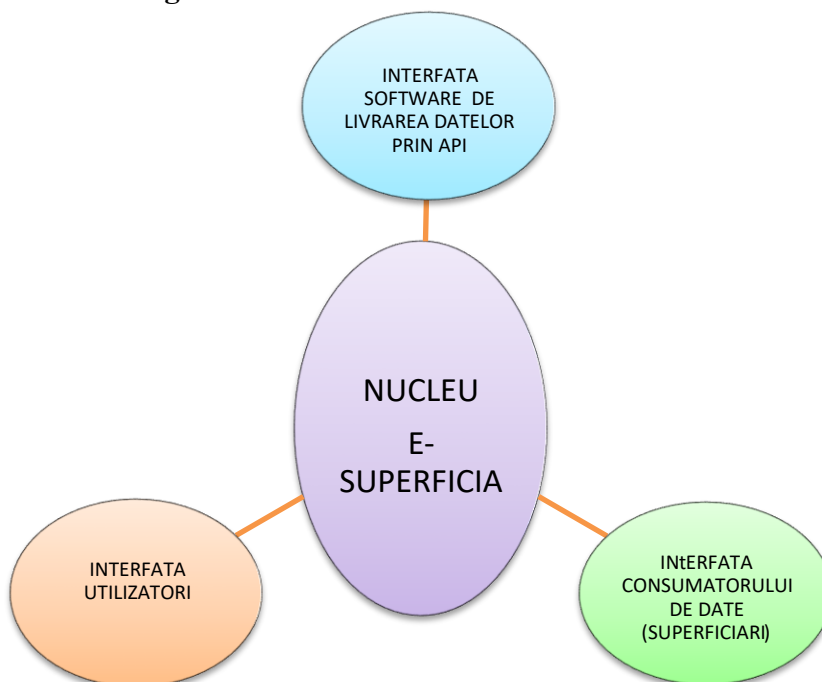 INTERFATA
SOFTWARE DE
LIVRAREA DATELOR
PRIN API
NUCLEU
E-
SUPERFICIA
INTERFATA
UTILIZATORI
INtERFATA
CONSUMATORULUI
DE DATE
(SUPERFICIARI)